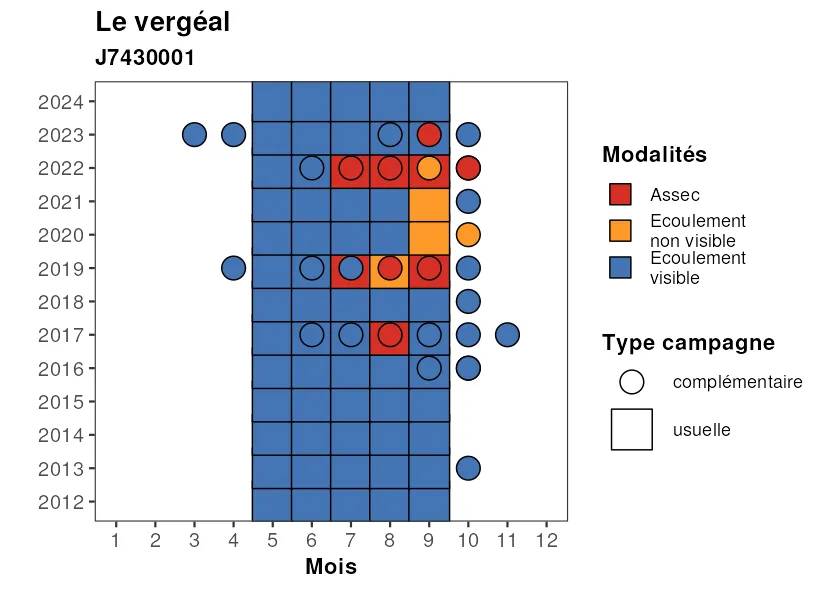 Le vergéal
J7430001
2024
2023
2022
2021
2020
2019
2018
2017
2016
2015
2014
2013
2012
1 2 3 4 5 6 7 8 9 10 11 12
Mois
Modalités
Assec
Ecoulement
non visible
Ecoulement
visible
Type campagne
complémentaire
usuelle